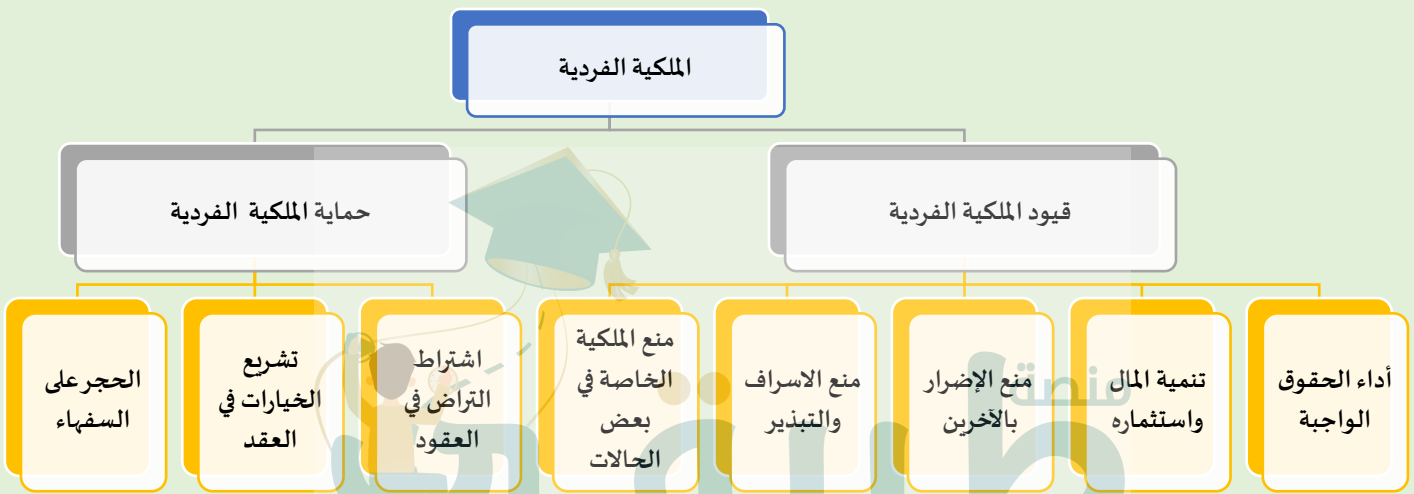 الملكية الفردية
قيود الملكية الفردية
حماية الملكية الفردية
أداء الحقوق
الواجبة
تنمية المال
واستثماره
منع الإضرار
بالآخرين
منع الاسراف
والتبذير
منع الملكية
الخاصة في
بعض
الحالات
اشتراط
التراض في
العقود
تشريع
الخيارات في
العقد
الحجر على
السفهاء
منصة